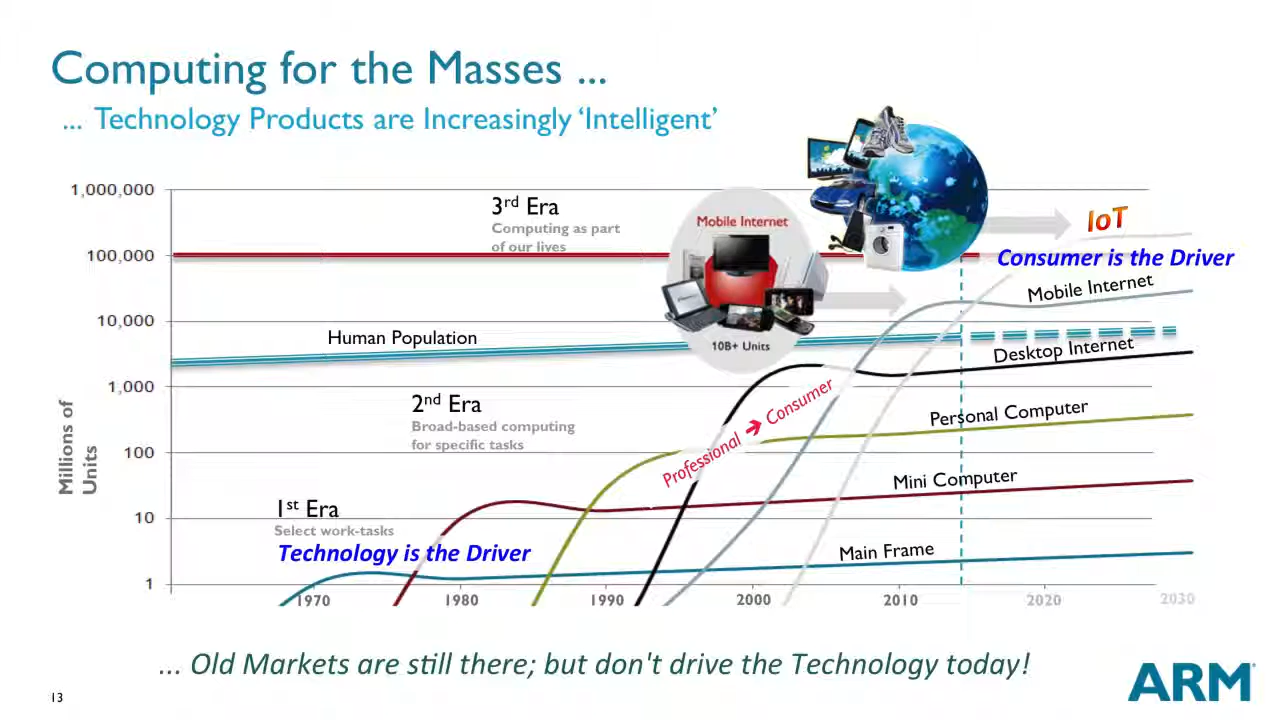 Computing for the Masses ...
... Technology Products are Increasingly ‘Intelligent’
1,000,000
100,000
10,000
1,000
100
10
1
Millions of
Units
3rd Era
Computing as part
of our lives
Mobile Internet
10B+ Units
IoT
Consumer is the Driver
Mobile Internet
Human Population
Desktop Internet
2nd Era
Broad-based computing
for specific tasks
Professional → Consumer
Personal Computer
Mini Computer
1st Era
Select work-tasks
Technology is the Driver
Main Frame
1970 1980 1990 2000 2010 2020 2030
... Old Markets are still there; but don't drive the Technology today!
13
ARM